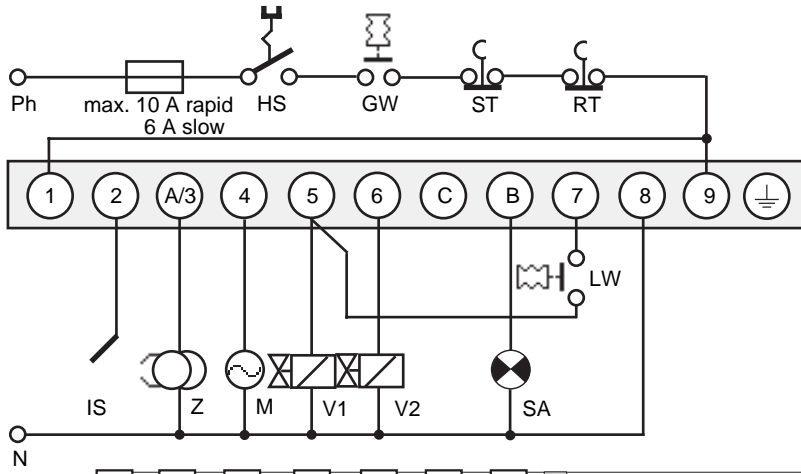 Ph
max. 10 A rapid
6 A slow
HS
GW
ST
RT
1 2 A/3 4 5 6 C B 7 8 9
LW
IS Z M V1 V2 SA
N